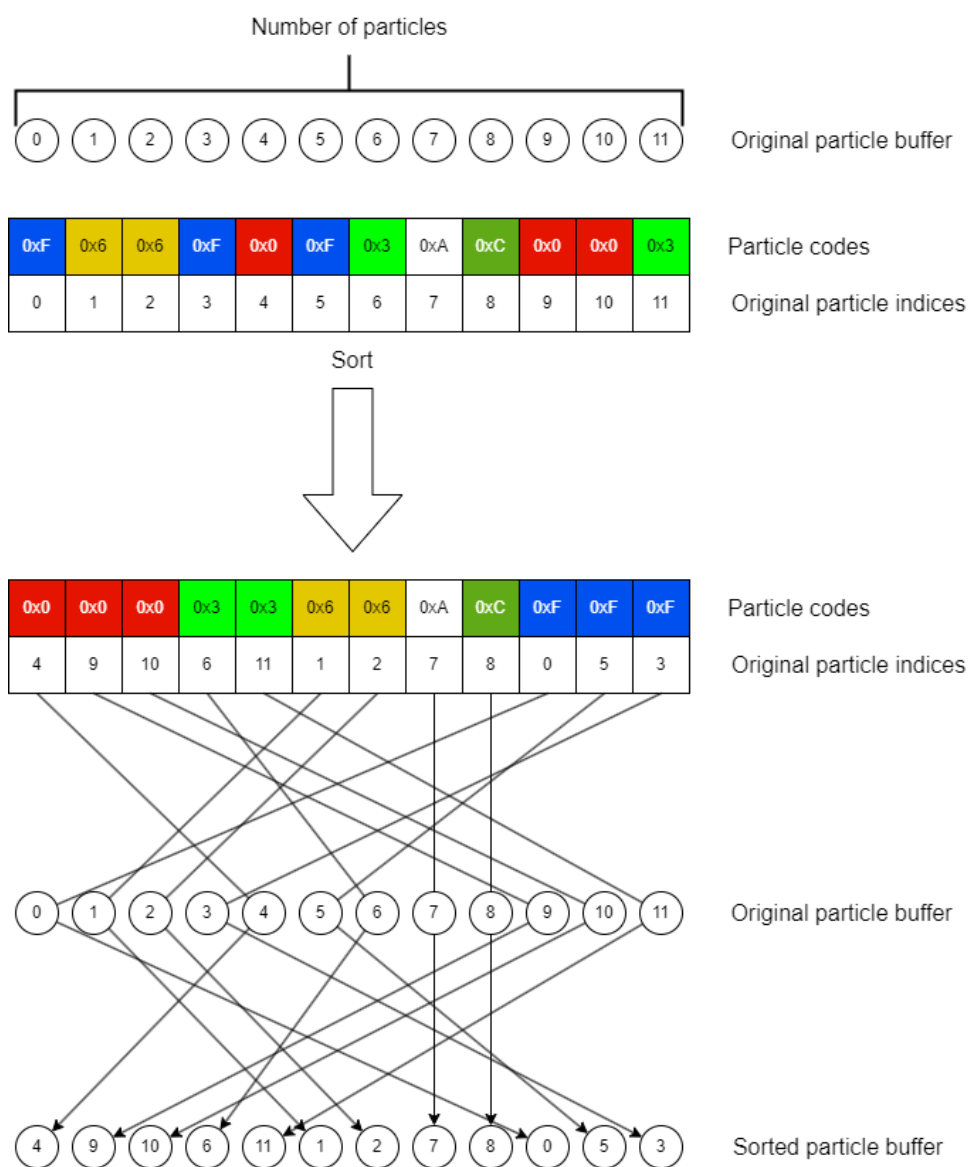 Number of particles
0 1 2 3 4 5 6 7 8 9 10 11 Original particle buffer
0xF 0x6 0x6 0xF 0x0 0xF 0x3 0xA 0xC 0x0 0x0 0x3 Particle codes
0 1 2 3 4 5 6 7 8 9 10 11 Original particle indices
Sort
0x0 0x0 0x0 0x3 0x3 0x6 0x6 0xA 0xC 0xF 0xF 0xF Particle codes
4 9 10 6 11 1 2 7 8 0 5 3 Original particle indices
0 1 2 3 4 5 6 7 8 9 10 11 Original particle buffer
4 9 10 6 11 1 2 7 8 0 5 3 Sorted particle buffer